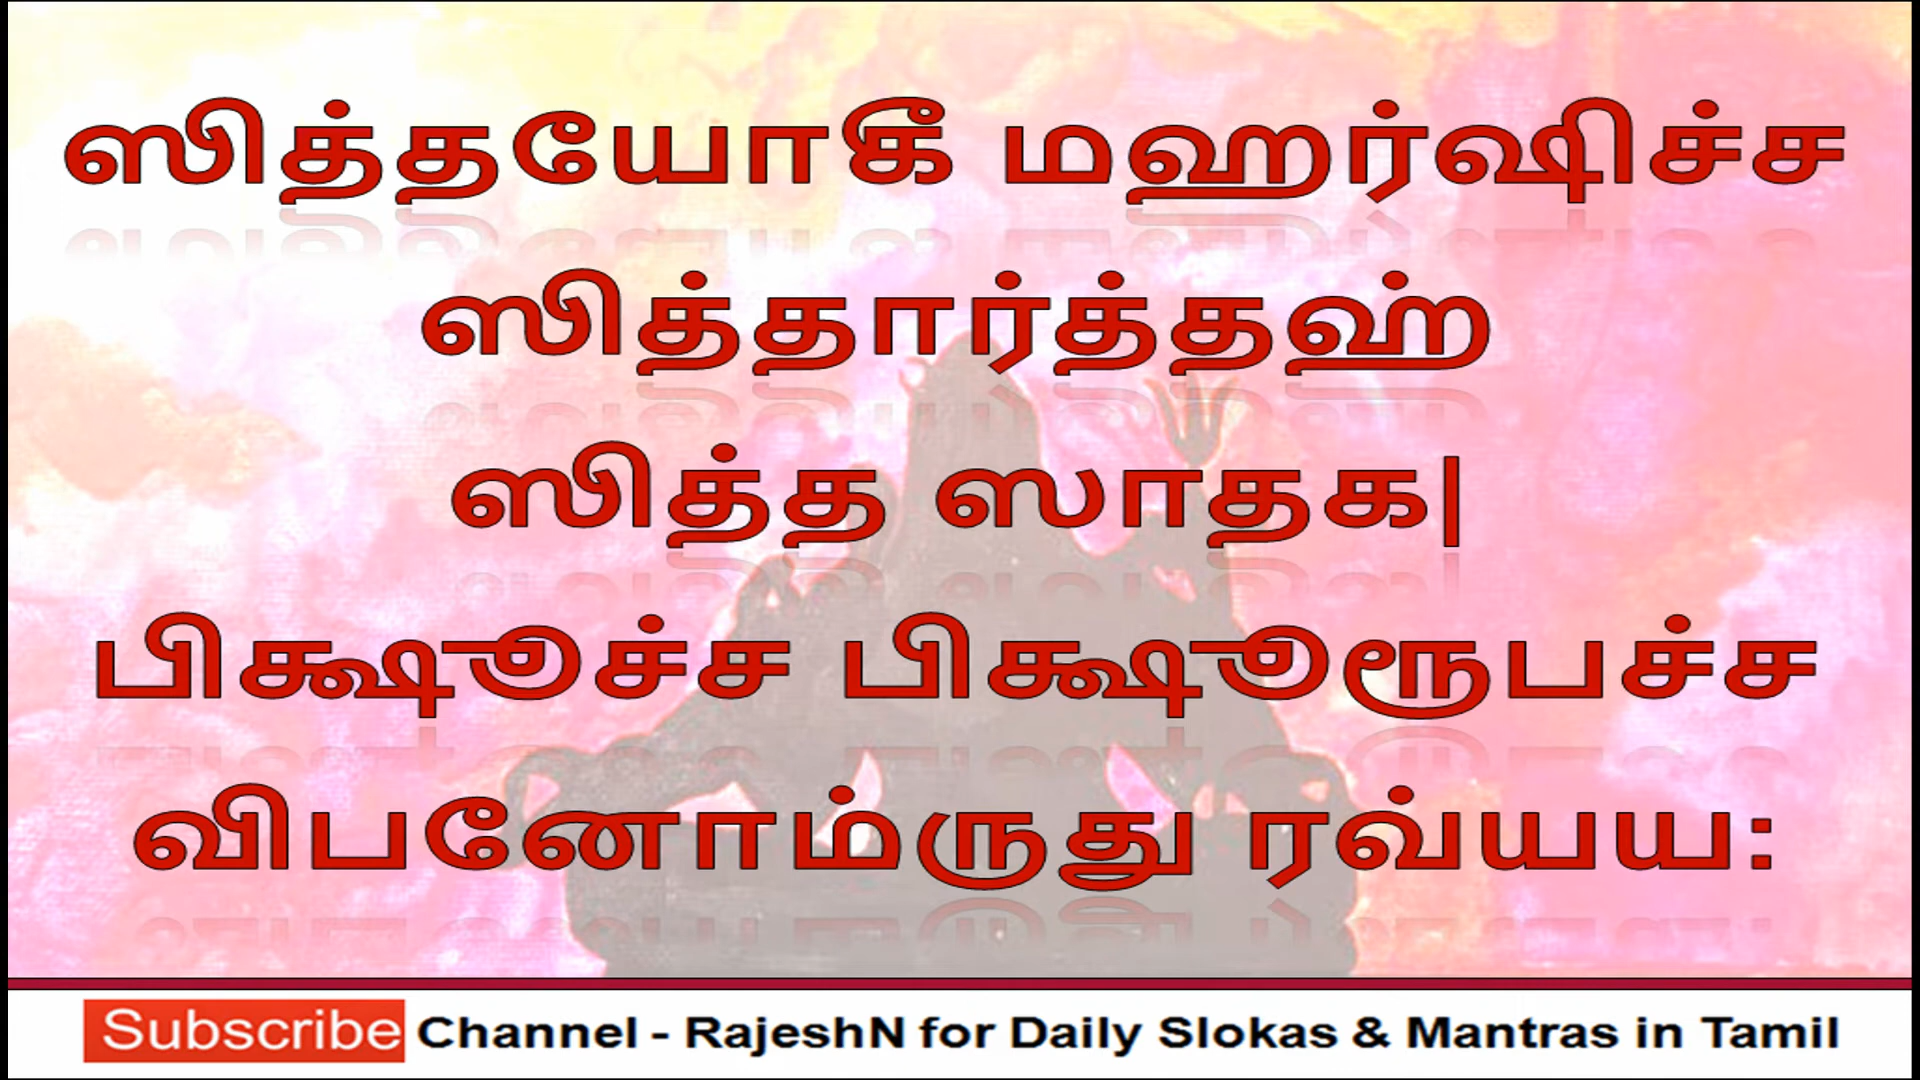 ஸித்தயோகீ மஹர்ஷிச்ச
ஸித்தார்த்தஹ்
ஸித்த ஸாதக|
பிக்ஷூச்ச பிக்ஷூரூபச்ச
விபனோம்ருது ரவ்யய:
Subscribe Channel - RajeshN for Daily Slokas & Mantras in Tamil